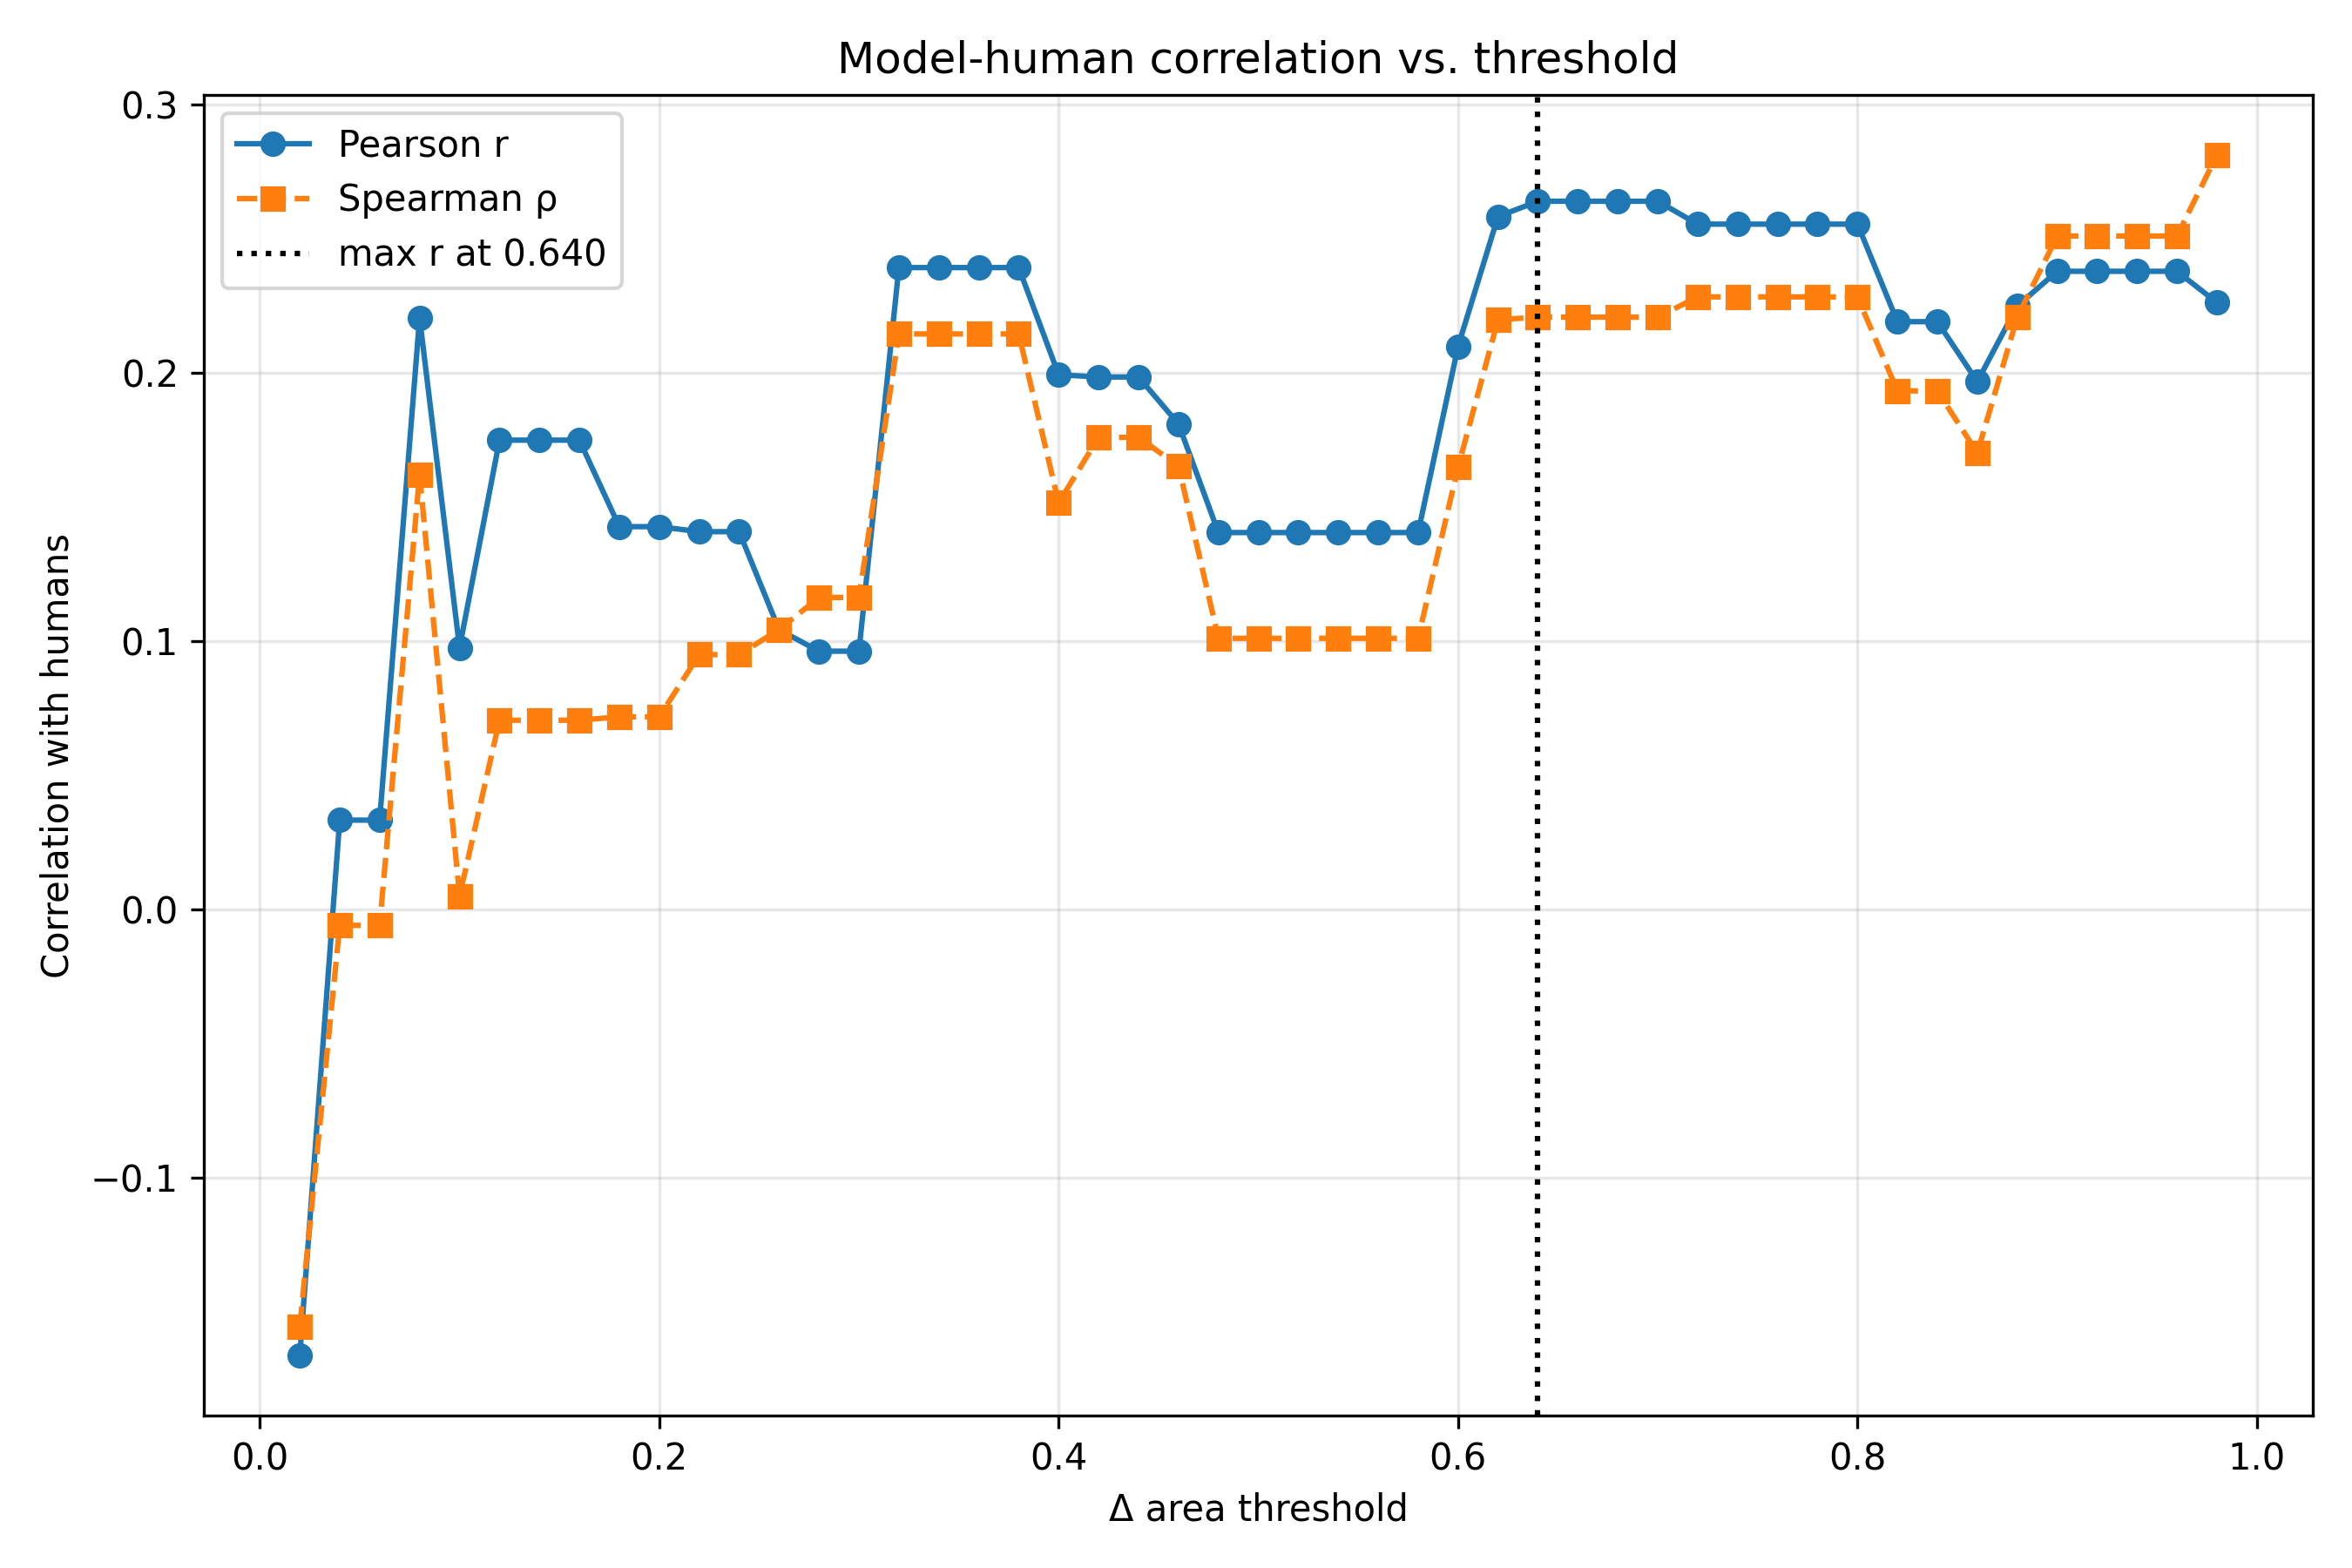 Model-human correlation vs. threshold
Pearson r
Spearman ρ
max r at 0.640
0.3
0.2
0.1
0.0
−0.1
Correlation with humans
0.0 0.2 0.4 0.6 0.8 1.0
Δ area threshold